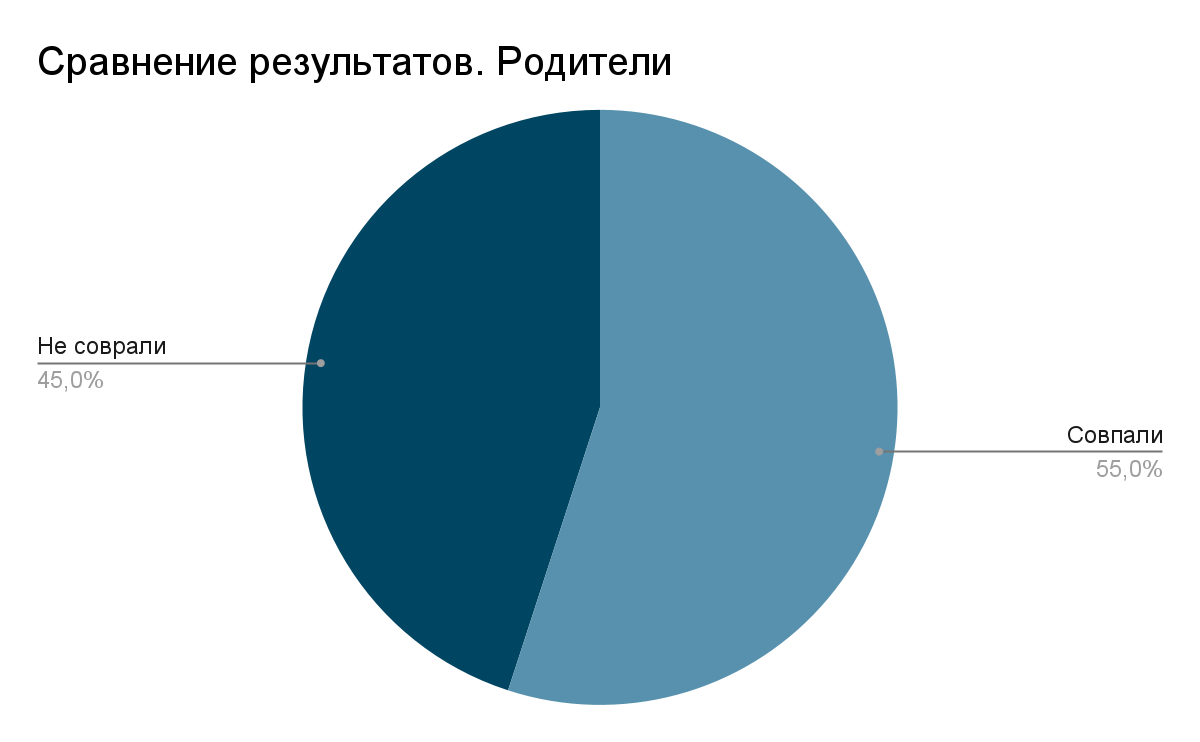 Сравнение результатов. Родители
Не соврали
45,0%
Совпали
55,0%